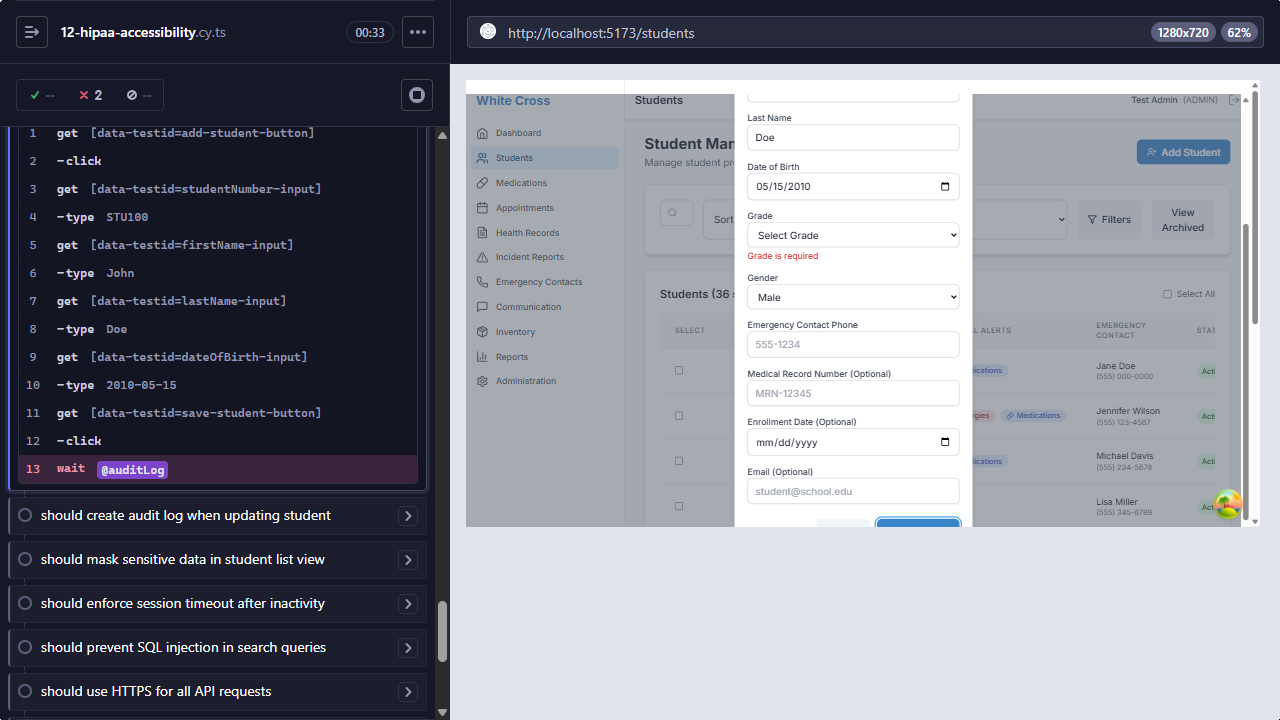 12-hipaa-accessibility.cy.ts
00:33
--
2
--
1 get [data-testid=add-student-button]
2 -click
3 get [data-testid=studentNumber-input]
4 -type STU100
5 get [data-testid=firstName-input]
6 -type John
7 get [data-testid=lastName-input]
8 -type Doe
9 get [data-testid=dateOfBirth-input]
10 -type 2010-05-15
11 get [data-testid=save-student-button]
12 -click
13 wait @auditLog
should create audit log when updating student
should mask sensitive data in student list view
should enforce session timeout after inactivity
should prevent SQL injection in search queries
should use HTTPS for all API requests
http://localhost:5173/students
1280x720
62%
White Cross
Dashboard
Students
Medications
Appointments
Health Records
Incident Reports
Emergency Contacts
Communication
Inventory
Reports
Administration
Students
Test Admin (ADMIN)
Student Man
Manage student pr
Add Student
Sort
Filters
View
Archived
Students (36 s
Select All
SELECT
L ALERTS
EMERGENCY
CONTACT
STAT
dications
Jane Doe
(555) 000-0000
Acti
rgies
Medications
Jennifer Wilson
(555) 123-4567
Acti
dications
Michael Davis
(555) 234-5678
Acti
Lisa Miller
(555) 345-6789
Acti
Last Name
Doe
Date of Birth
05/15/2010
Grade
Select Grade
Grade is required
Gender
Male
Emergency Contact Phone
555-1234
Medical Record Number (Optional)
MRN-12345
Enrollment Date (Optional)
mm/dd/yyyy
Email (Optional)
student@school.edu